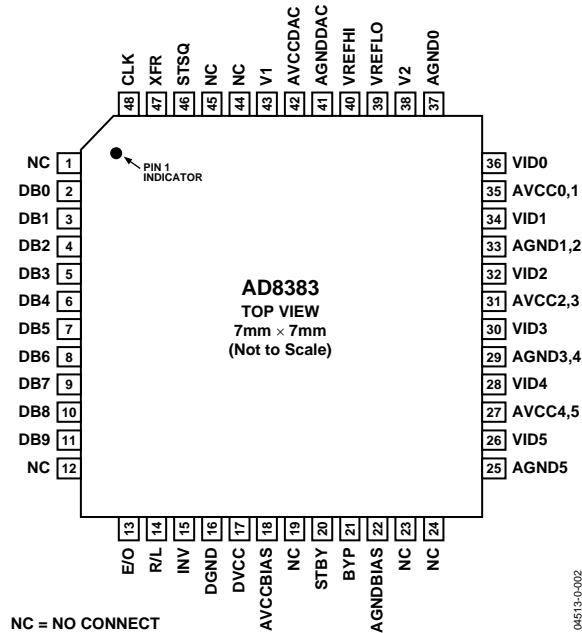 48 CLK
47 XFR
46 STSQ
45 NC
44 NC
43 V1
42 AVCCDAC
41 AGNDDAC
40 VREFHI
39 VREFLO
38 V2
37 AGND0
NC 1
DB0 2
DB1 3
DB2 4
DB3 5
DB4 6
DB5 7
DB6 8
DB7 9
DB8 10
DB9 11
NC 12
PIN 1
INDICATOR
AD8383
TOP VIEW
7mm × 7mm
(Not to Scale)
36 VID0
35 AVCC0,1
34 VID1
33 AGND1,2
32 VID2
31 AVCC2,3
30 VID3
29 AGND3,4
28 VID4
27 AVCC4,5
26 VID5
25 AGND5
E/O 13
R/L 14
INV 15
DGND 16
DVCC 17
AVCCBIAS 18
NC 19
STBY 20
BYP 21
AGNDBIAS 22
NC 23
NC 24
NC = NO CONNECT
04513-0-002